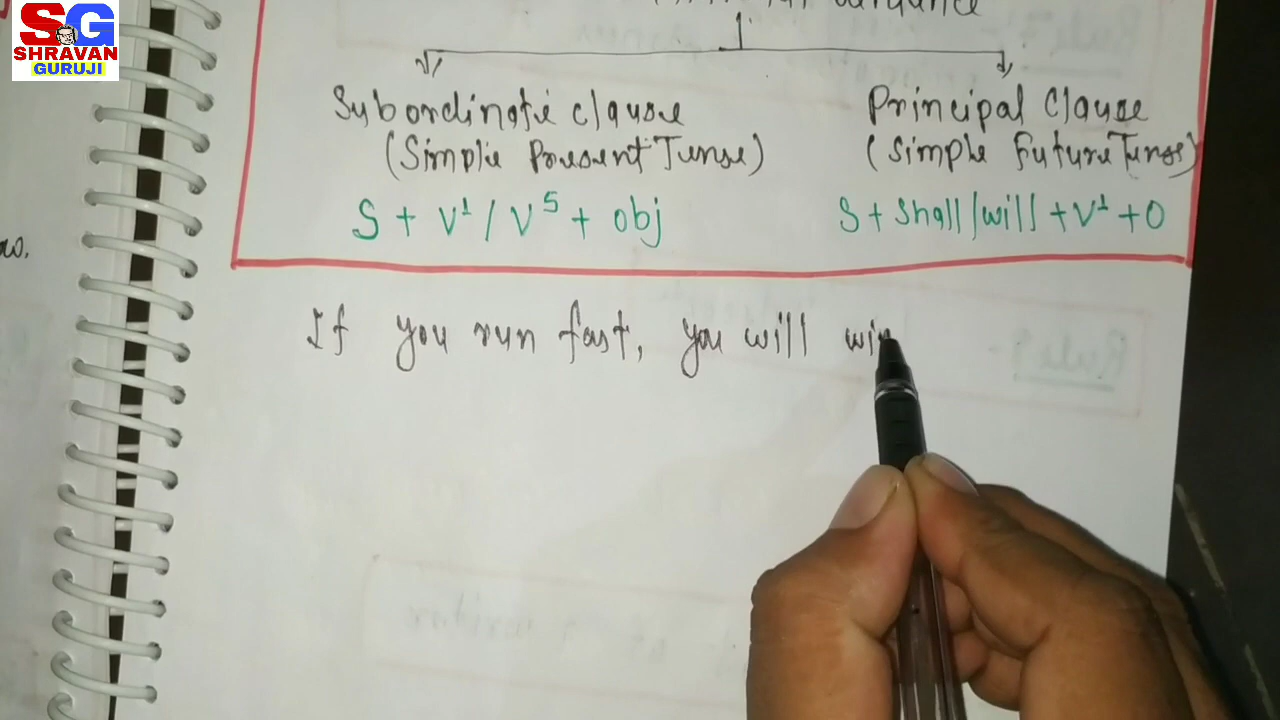 SG
SHRAVAN
GURUJI
Subordinate clause
Principal Clause
(Simple Present Tense)
(Simple Future Tense)
S + V¹ / V⁵ + obj
S + Shall/will + V¹ + O
If you run fast, you will win
Rule